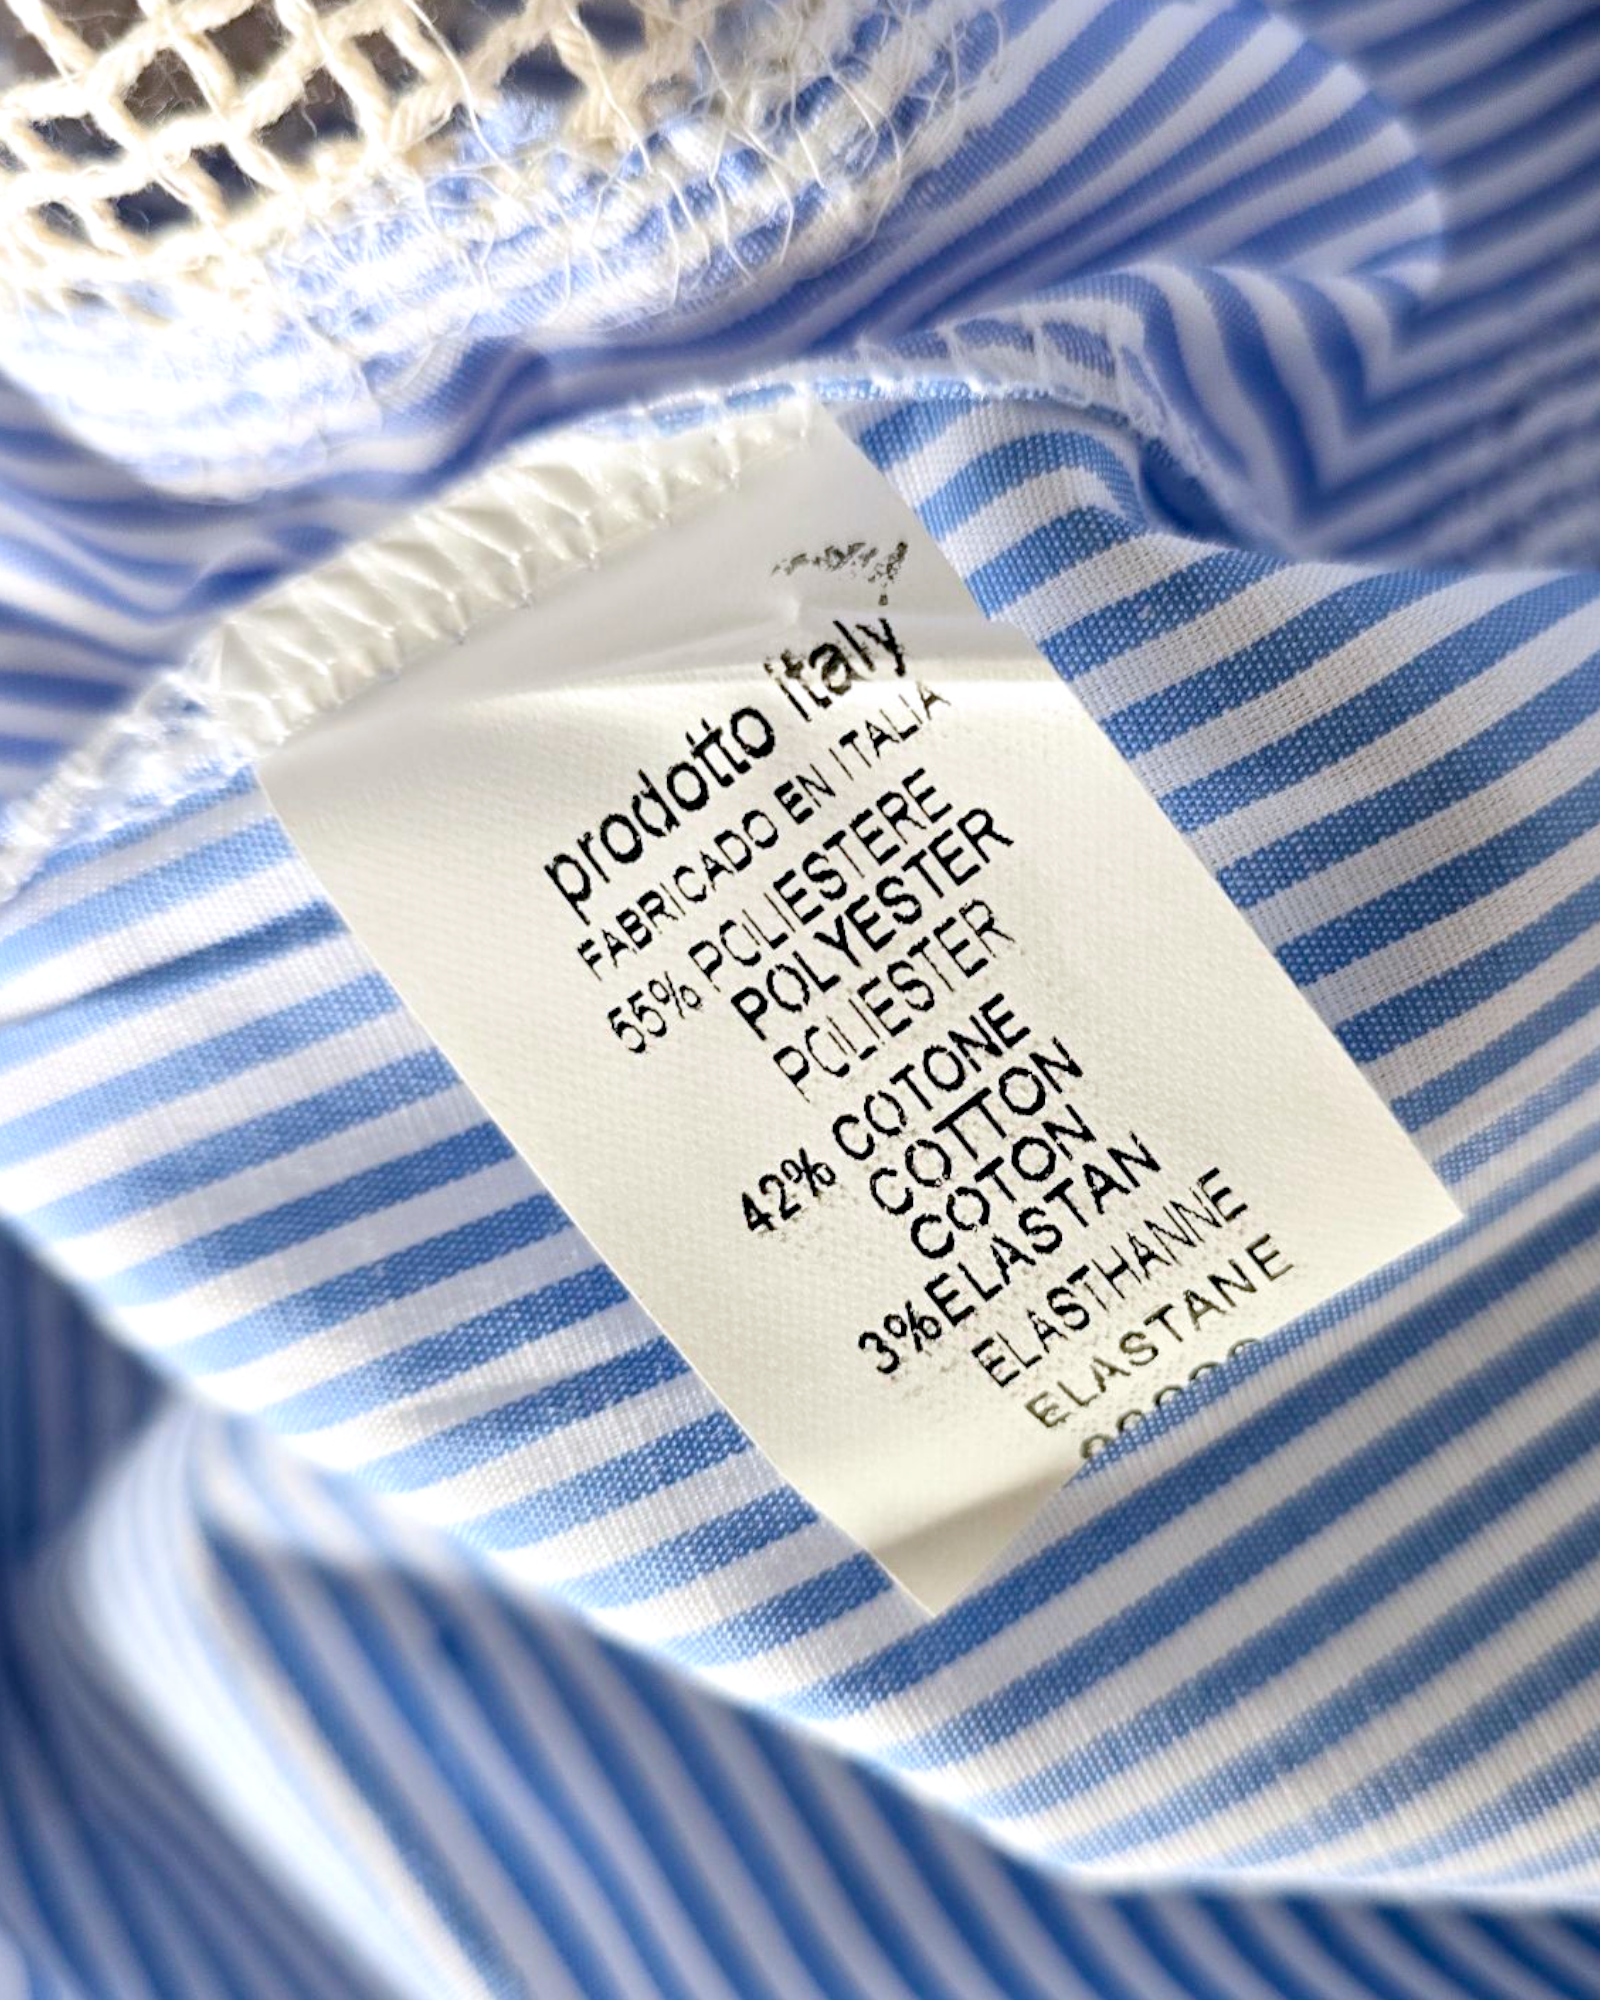 prodotto italy
FABRICADO EN ITALIA
55% POLIESTERE
POLYESTER
POLIESTER
42% COTONE
COTTON
COTON
3%ELASTAN
ELASTHANNE
ELASTANE